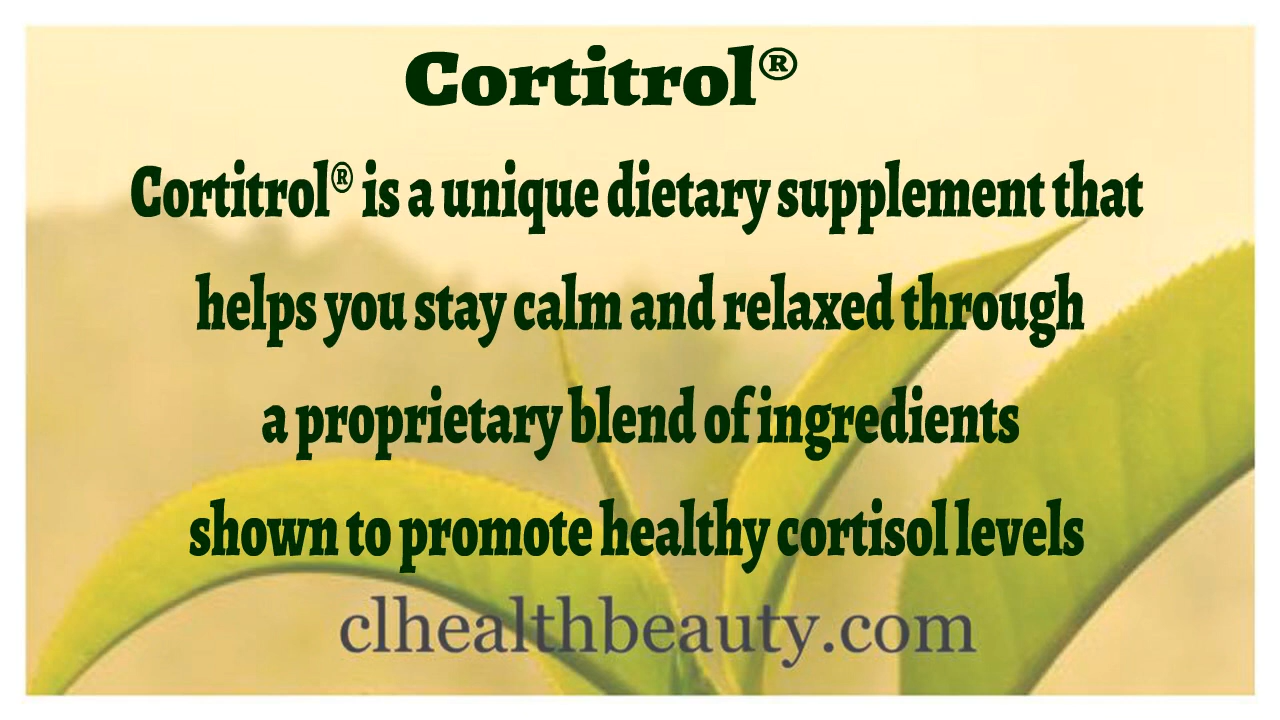 Cortitrol®
Cortitrol® is a unique dietary supplement that
helps you stay calm and relaxed through
a proprietary blend of ingredients
shown to promote healthy cortisol levels
clhealthbeauty.com